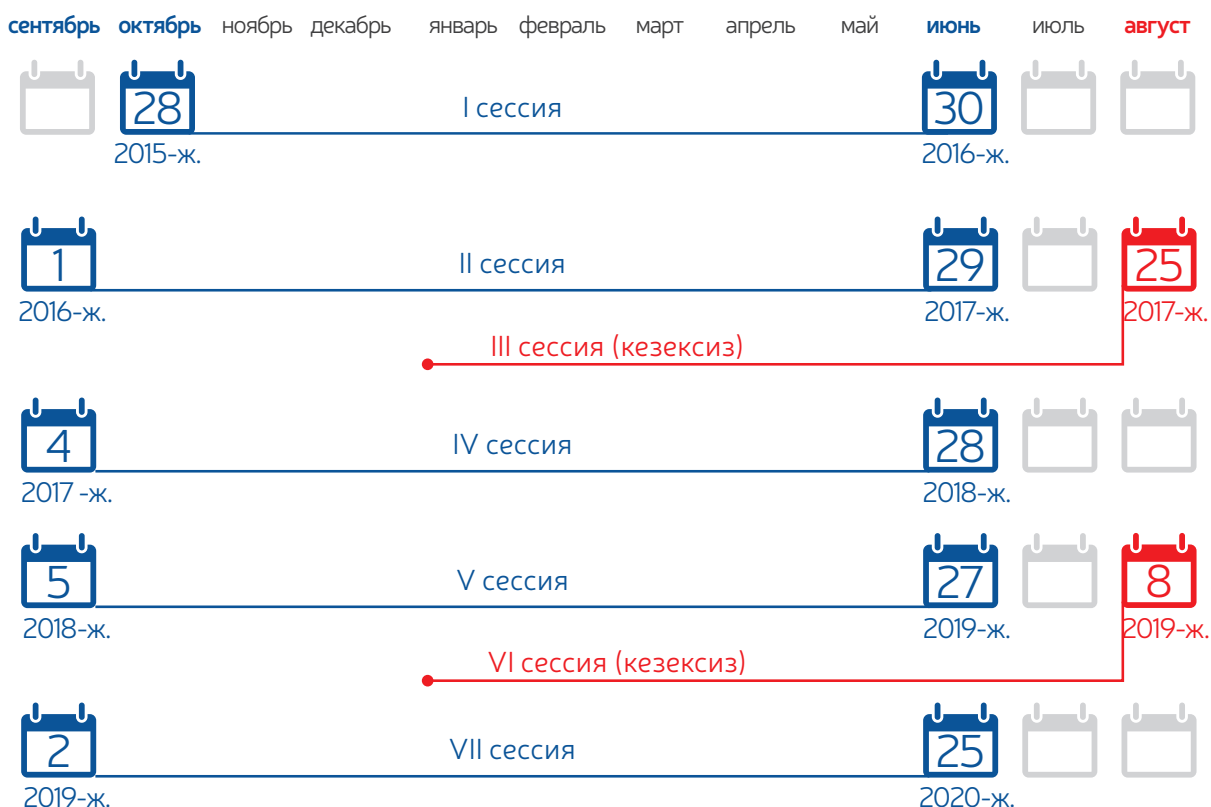 сентябрь октябрь ноябрь декабрь январь февраль март апрель май июнь июль август
28 I сессия 30
2015-ж. 2016-ж.
1 II сессия 29 25
2016-ж. 2017-ж. 2017-ж.
III сессия (кезексиз)
4 IV сессия 28
2017 -ж. 2018-ж.
5 V сессия 27 8
2018-ж. 2019-ж. 2019-ж.
VI сессия (кезексиз)
2 VII сессия 25
2019-ж. 2020-ж.